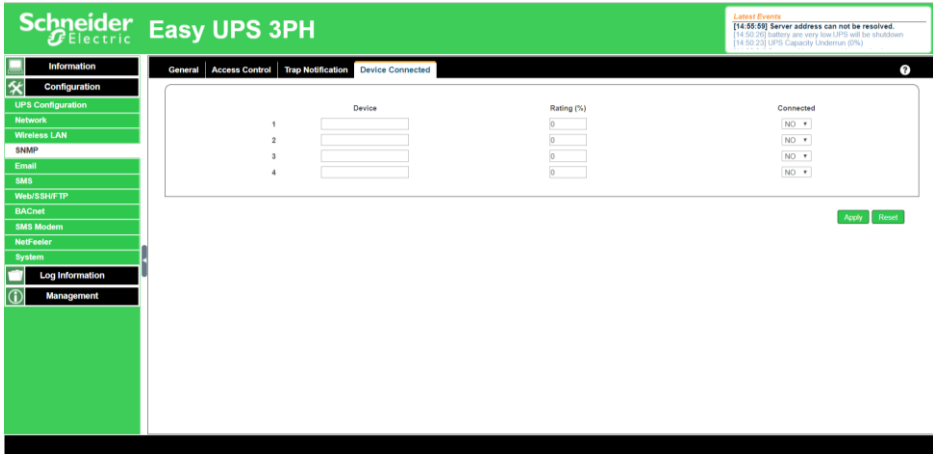 Schneider Electric
Easy UPS 3PH
Latest Events
[14:55:59] Server address can not be resolved.
[14:50:26] battery are very low.UPS will be shutdown
[14:50:23] UPS Capacity Underrun (0%)
Information
Configuration
UPS Configuration
Network
Wireless LAN
SNMP
Email
SMS
Web/SSH/FTP
BACnet
SMS Modem
NetFeeler
System
Log Information
Management
General Access Control Trap Notification Device Connected ?
Device Rating (%) Connected
1 0 NO
2 0 NO
3 0 NO
4 0 NO
Apply Reset